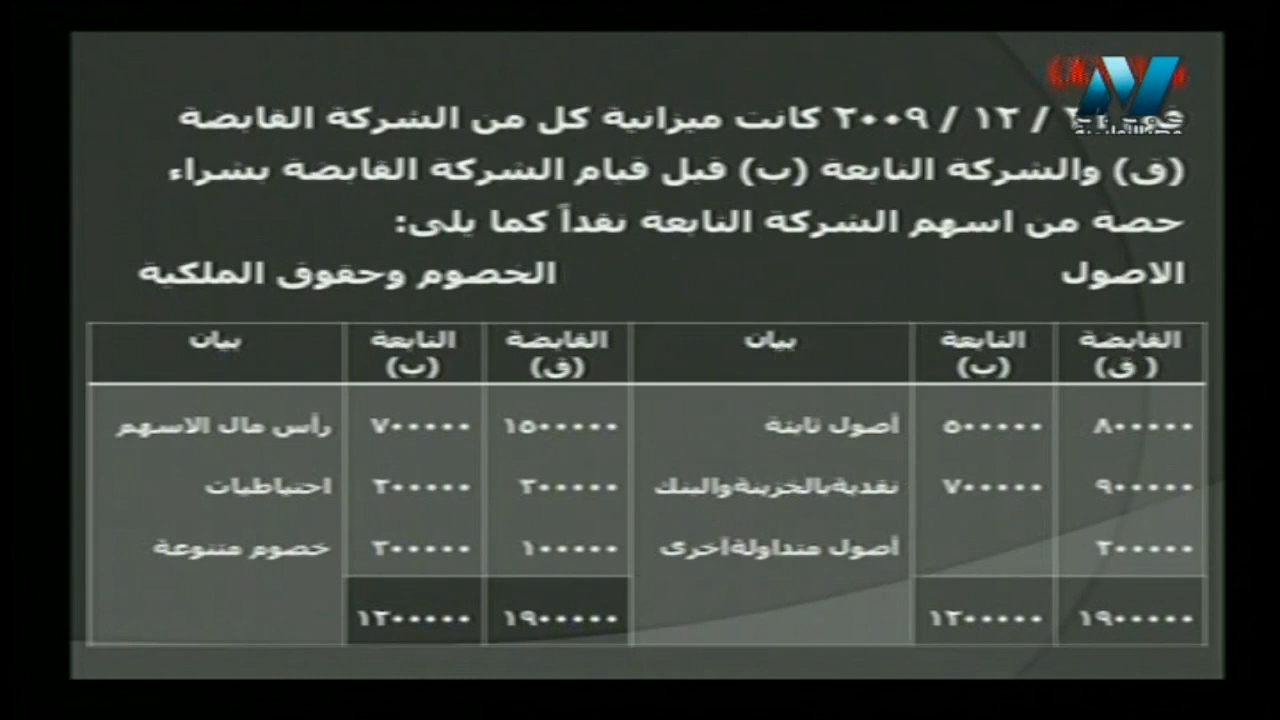 / ١٢ / ٢٠٠٩ كانت ميزانية كل من الشركة القابضة
(ق) والشركة التابعة (ب) قبل قيام الشركة القابضة بشراء
حصة من اسهم الشركة التابعة نقداً كما يلى:
الاصول الخصوم وحقوق الملكية
القابضة (ق) التابعة (ب) بيان القابضة (ق) التابعة (ب) بيان
٨٠٠٠٠٠ ٥٠٠٠٠٠ أصول ثابتة ١٥٠٠٠٠٠ ٧٠٠٠٠٠ رأس مال الاسهم
٩٠٠٠٠٠ ٧٠٠٠٠٠ نقدية بالخزينة والبنك ٣٠٠٠٠٠ ٢٠٠٠٠٠ احتياطيات
٢٠٠٠٠٠ أصول متداولة أخرى ١٠٠٠٠٠ ٣٠٠٠٠٠ خصوم متنوعة
١٩٠٠٠٠٠ ١٢٠٠٠٠٠ ١٩٠٠٠٠٠ ١٢٠٠٠٠٠